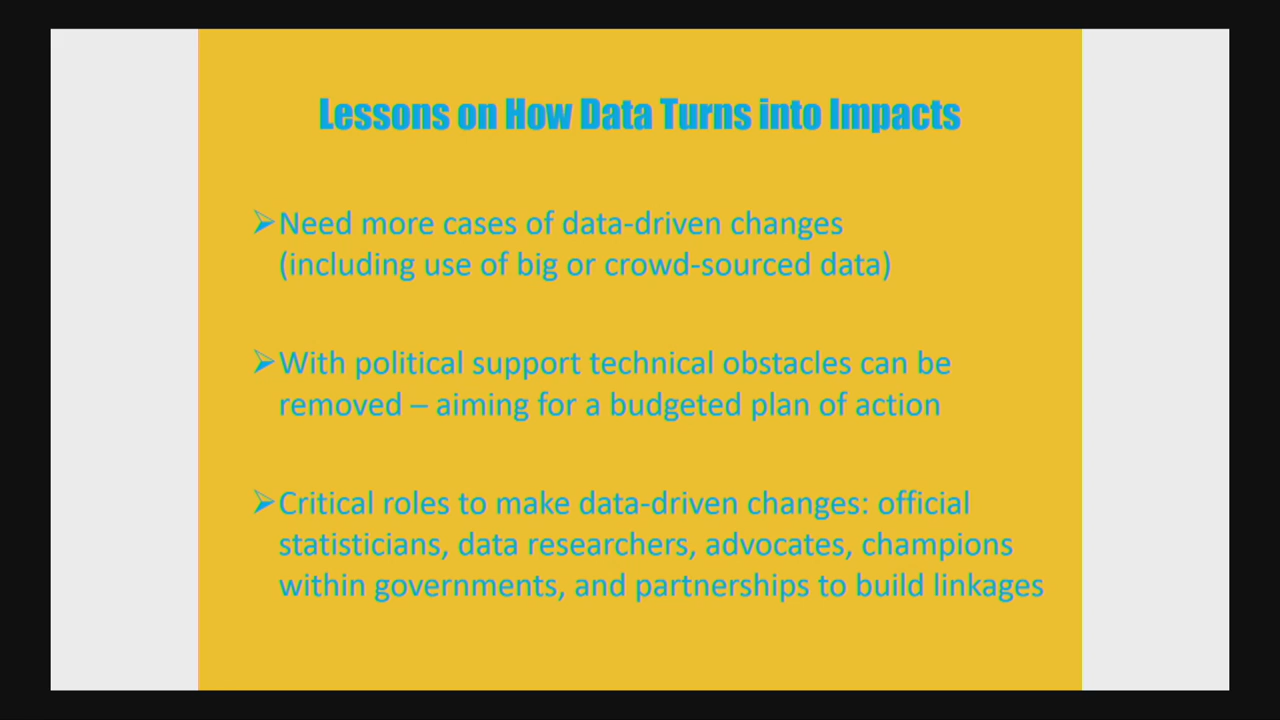 Lessons on How Data Turns into Impacts
➢Need more cases of data-driven changes
(including use of big or crowd-sourced data)
➢With political support technical obstacles can be
removed – aiming for a budgeted plan of action
➢Critical roles to make data-driven changes: official
statisticians, data researchers, advocates, champions
within governments, and partnerships to build linkages